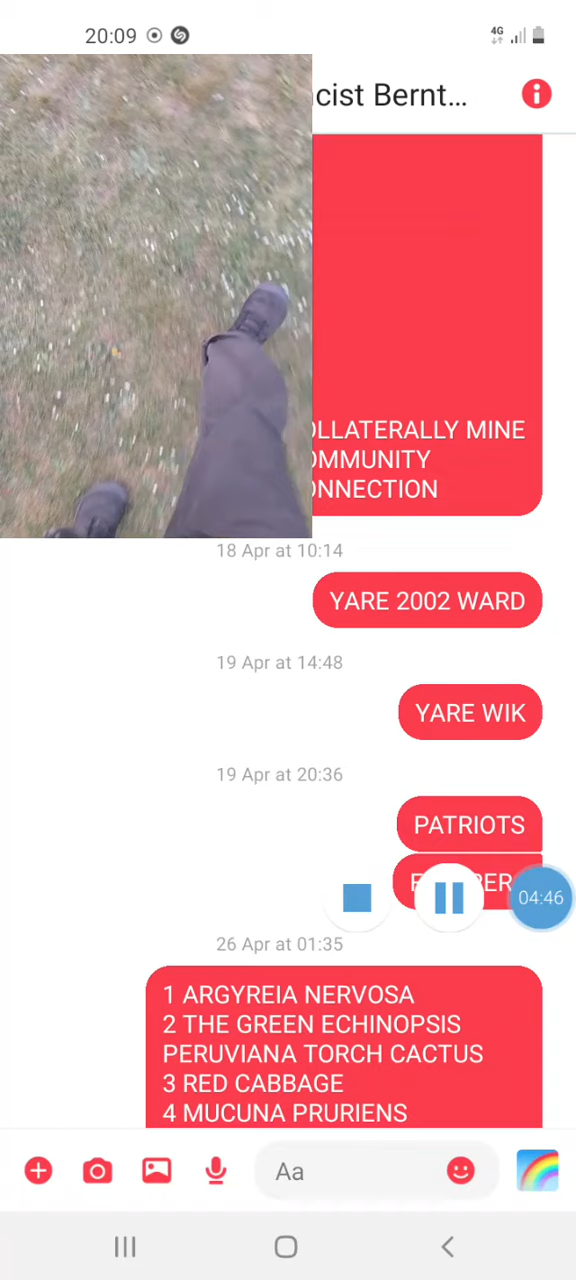 20:09
4G
cist Bernt...
OLLATERALLY MINE
OMMUNITY
ONNECTION
18 Apr at 10:14
YARE 2002 WARD
19 Apr at 14:48
YARE WIK
19 Apr at 20:36
PATRIOTS
04:46
26 Apr at 01:35
1 ARGYREIA NERVOSA
2 THE GREEN ECHINOPSIS
PERUVIANA TORCH CACTUS
3 RED CABBAGE
4 MUCUNA PRURIENS
Aa